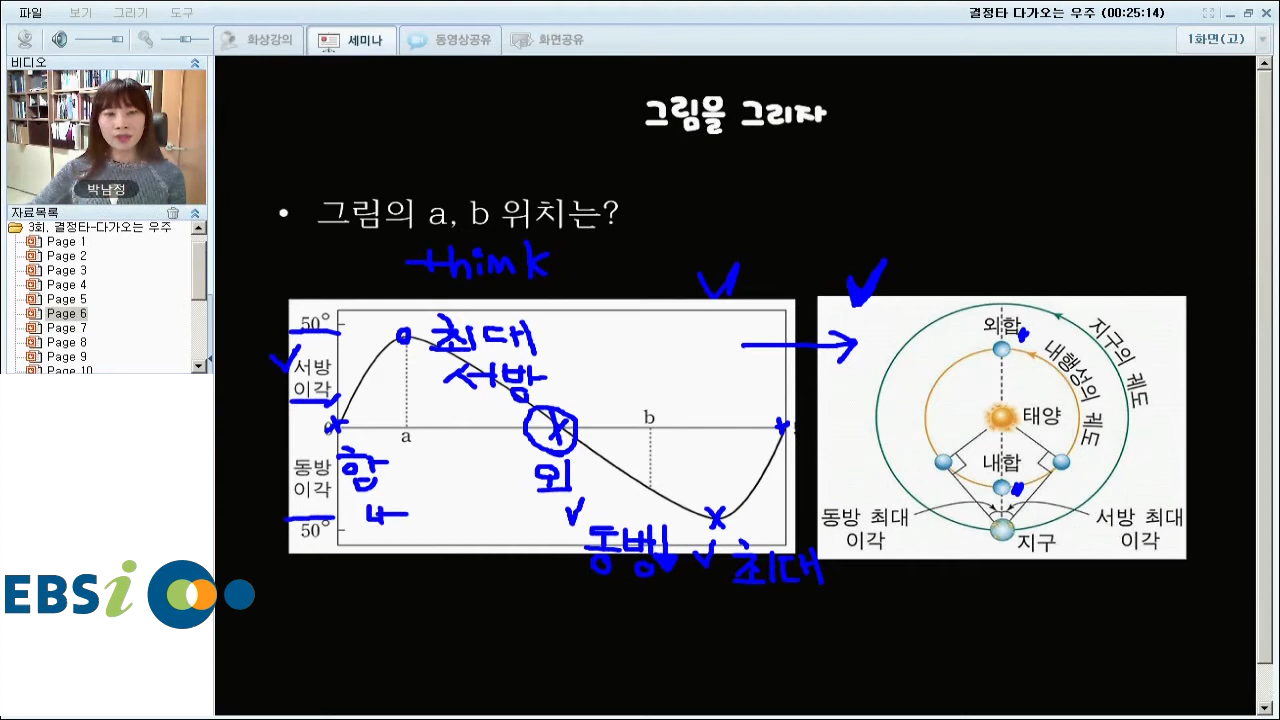 파일 보기 그리기 도구
결정타 다가오는 우주 (00:25:14)
화상강의 세미나 동영상공유 화면공유 1화면(고)
비디오
박남정
자료목록
3회. 결정타-다가오는 우주
Page 1
Page 2
Page 3
Page 4
Page 5
Page 6
Page 7
Page 8
Page 9
Page 10
EBSi
그림을 그리자
• 그림의 a, b 위치는?
think
50°
최대
서방
서방
이각
a
b
합
외
동방
이각
50°
동방
최대
외합
지구의 궤도
내행성의 궤도
태양
내합
동방 최대
이각
서방 최대
이각
지구